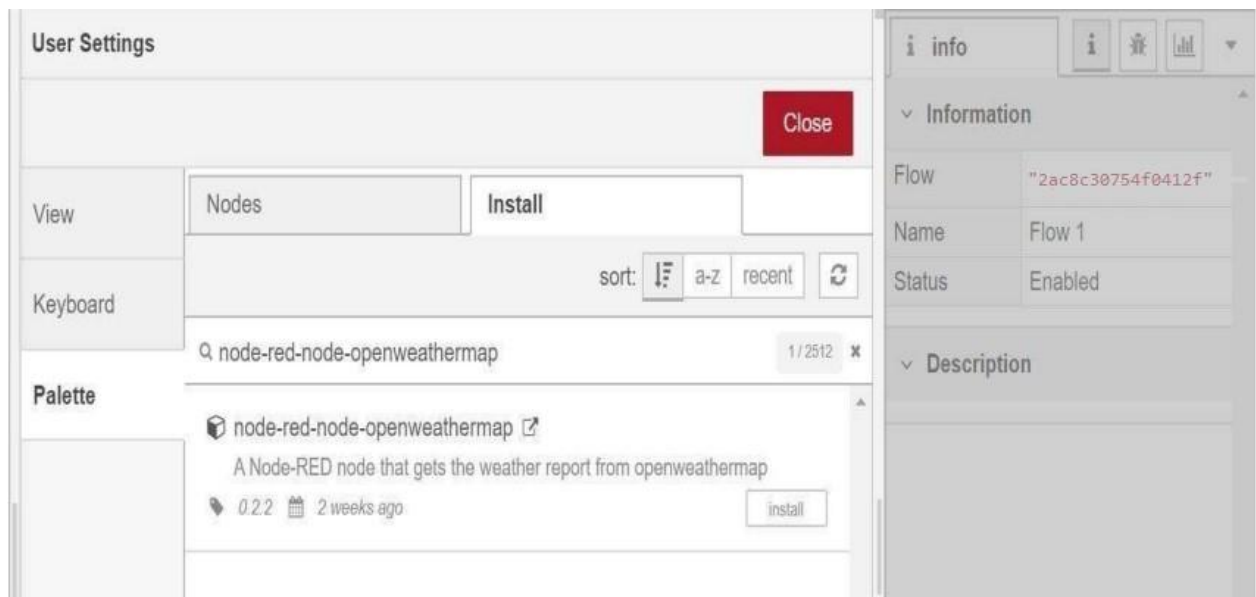 User Settings
Close
View
Keyboard
Palette
Nodes
Install
sort:
a-z
recent
node-red-node-openweathermap
1 / 2512
node-red-node-openweathermap
A Node-RED node that gets the weather report from openweathermap
0.2.2
2 weeks ago
install
i info
i
Information
Flow "2ac8c30754f0412f"
Name Flow 1
Status Enabled
Description